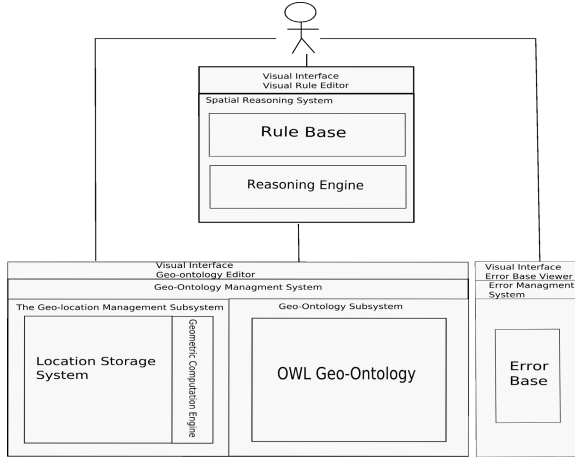 Visual Interface
Visual Rule Editor
Spatial Reasoning System
Rule Base
Reasoning Engine
Visual Interface
Geo-ontology Editor
Geo-Ontology Managment System
The Geo-location Management Subsystem
Geo-Ontology Subsystem
Location Storage
System
Geometric Computation Engine
OWL Geo-Ontology
Visual Interface
Error Base Viewer
Error Managment
System
Error
Base